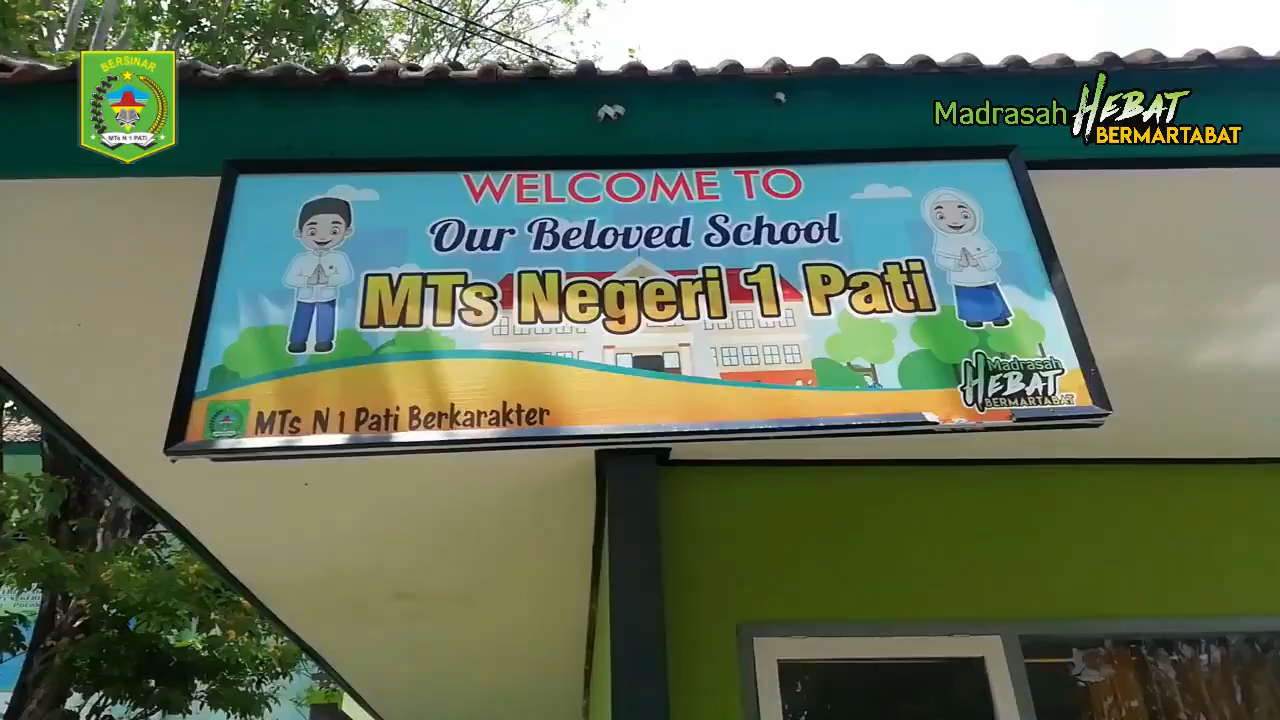 BERSINAR
MTs N 1 PATI
Madrasah HEBAT
BERMARTABAT
WELCOME TO
Our Beloved School
MTs Negeri 1 Pati
Madrasah
HEBAT
BERMARTABAT
MTs N 1 Pati Berkarakter